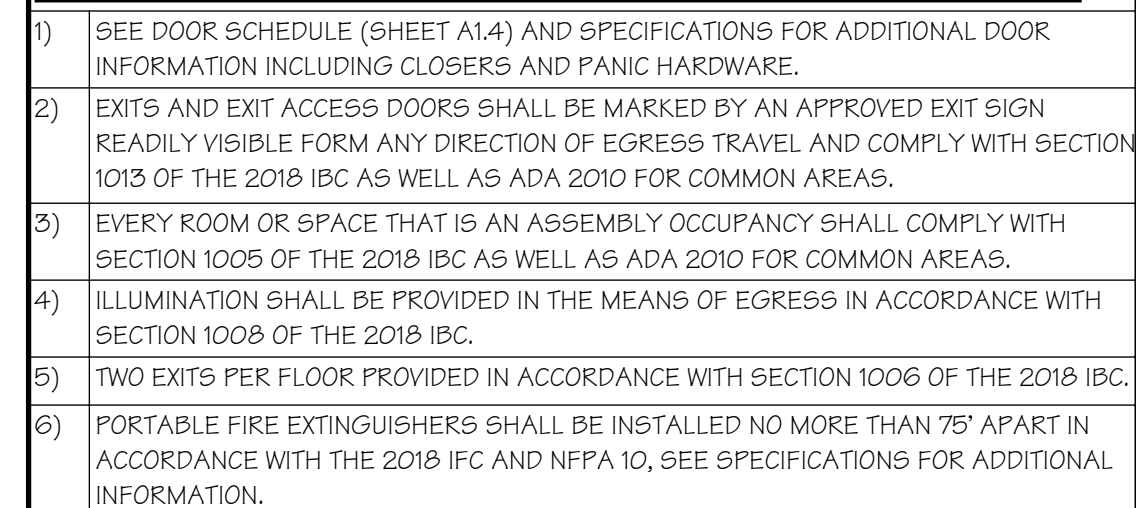 1) SEE DOOR SCHEDULE (SHEET A1.4) AND SPECIFICATIONS FOR ADDITIONAL DOOR
INFORMATION INCLUDING CLOSERS AND PANIC HARDWARE.
2) EXITS AND EXIT ACCESS DOORS SHALL BE MARKED BY AN APPROVED EXIT SIGN
READILY VISIBLE FORM ANY DIRECTION OF EGRESS TRAVEL AND COMPLY WITH SECTION
1013 OF THE 2018 IBC AS WELL AS ADA 2010 FOR COMMON AREAS.
3) EVERY ROOM OR SPACE THAT IS AN ASSEMBLY OCCUPANCY SHALL COMPLY WITH
SECTION 1005 OF THE 2018 IBC AS WELL AS ADA 2010 FOR COMMON AREAS.
4) ILLUMINATION SHALL BE PROVIDED IN THE MEANS OF EGRESS IN ACCORDANCE WITH
SECTION 1008 OF THE 2018 IBC.
5) TWO EXITS PER FLOOR PROVIDED IN ACCORDANCE WITH SECTION 1006 OF THE 2018 IBC.
6) PORTABLE FIRE EXTINGUISHERS SHALL BE INSTALLED NO MORE THAN 75' APART IN
ACCORDANCE WITH THE 2018 IFC AND NFPA 10, SEE SPECIFICATIONS FOR ADDITIONAL
INFORMATION.